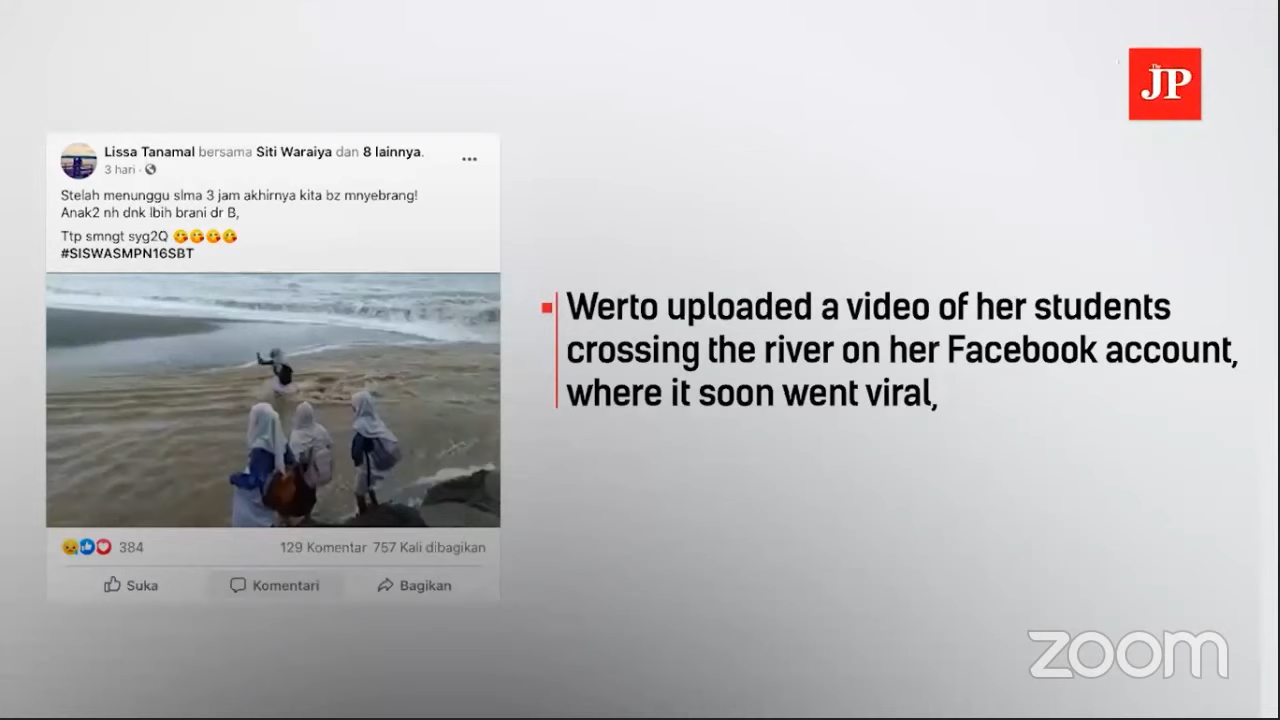 The
JP
Lissa Tanamal bersama Siti Waraiya dan 8 lainnya.
3 hari ·
Stelah menunggu slma 3 jam akhirnya kita bz mnyebrang!
Anak2 nh dnk lbih brani dr B,
Ttp smngt syg2Q 😋😋😋😋
#SISWASMPN16SBT
384
129 Komentar 757 Kali dibagikan
Suka Komentari Bagikan
Werto uploaded a video of her students
crossing the river on her Facebook account,
where it soon went viral,
zoom